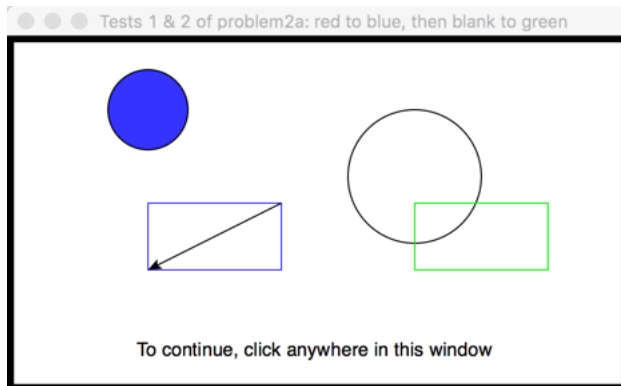 Tests 1 & 2 of problem2a: red to blue, then blank to green
To continue, click anywhere in this window